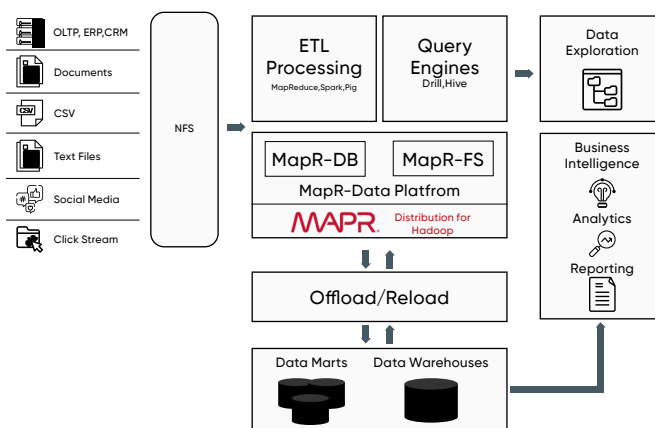 OLTP, ERP,CRM
Documents
CSV
CSV
Text Files
#
Social Media
Click Stream
NFS
ETL
Processing
MapReduce,Spark,Pig
Query
Engines
Drill,Hive
MapR-DB
MapR-FS
MapR-Data Platfrom
MAPR.
Distribution for
Hadoop
Offload/Reload
Data Marts
Data Warehouses
Data
Exploration
Business
Intelligence
Analytics
Reporting